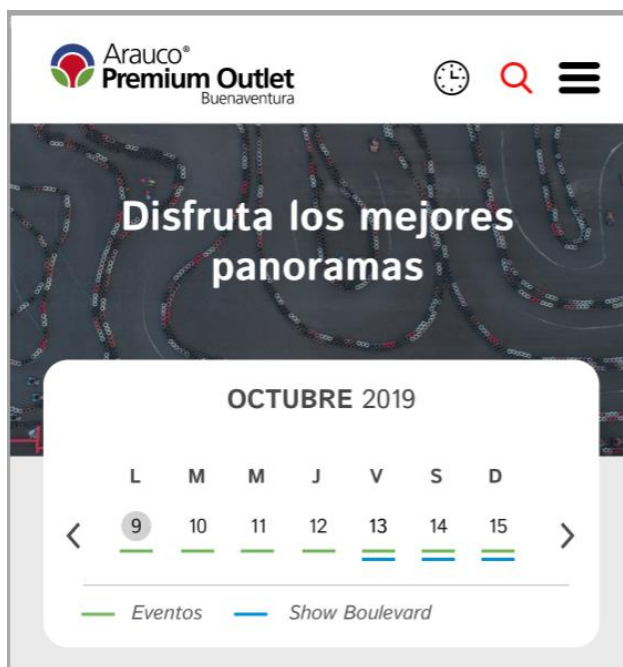 Arauco®
Premium Outlet
Buenaventura
Disfruta los mejores
panoramas
OCTUBRE 2019
L M M J V S D
9 10 11 12 13 14 15
Eventos Show Boulevard